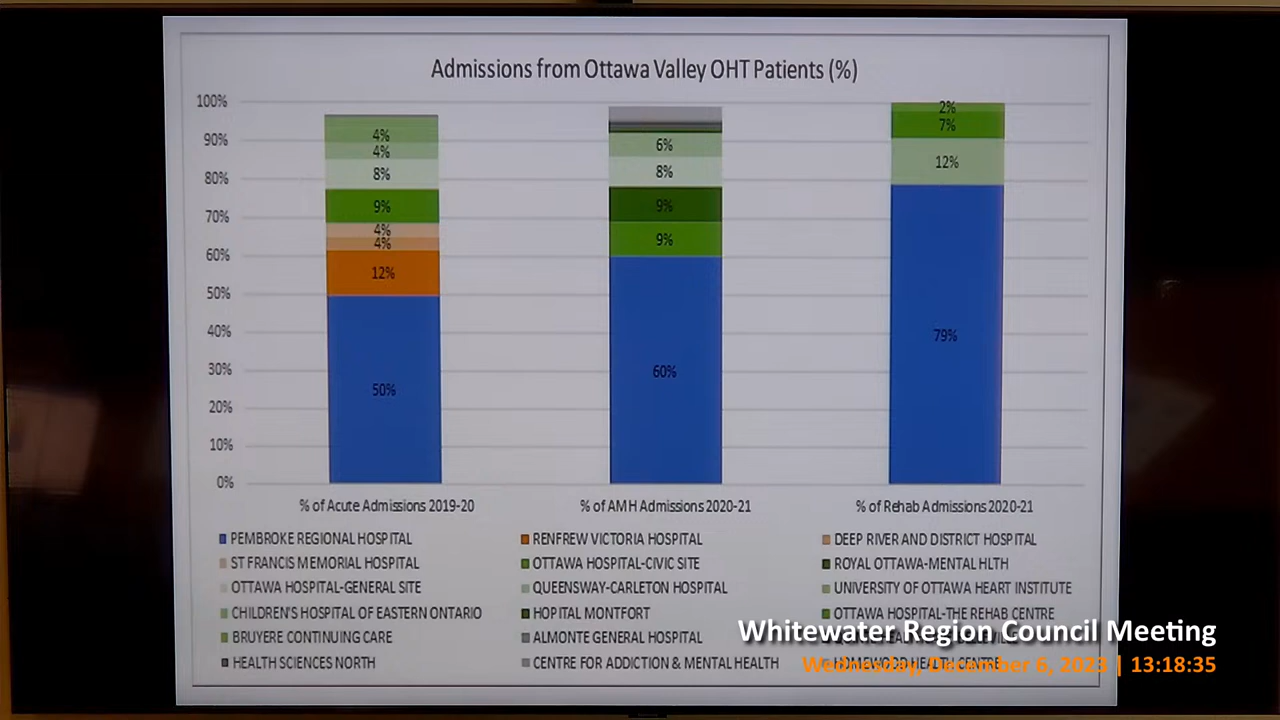 Admissions from Ottawa Valley OHT Patients (%)
100%
90%
80%
70%
60%
50%
40%
30%
20%
10%
0%
4%
4%
8%
9%
4%
4%
12%
50%
6%
8%
9%
9%
60%
2%
7%
12%
79%
% of Acute Admissions 2019-20
% of AMH Admissions 2020-21
% of Rehab Admissions 2020-21
PEMBROKE REGIONAL HOSPITAL
RENFREW VICTORIA HOSPITAL
DEEP RIVER AND DISTRICT HOSPITAL
ST FRANCIS MEMORIAL HOSPITAL
OTTAWA HOSPITAL-CIVIC SITE
ROYAL OTTAWA-MENTAL HLTH
OTTAWA HOSPITAL-GENERAL SITE
QUEENSWAY-CARLETON HOSPITAL
UNIVERSITY OF OTTAWA HEART INSTITUTE
CHILDREN'S HOSPITAL OF EASTERN ONTARIO
HOPITAL MONTFORT
OTTAWA HOSPITAL-THE REHAB CENTRE
BRUYERE CONTINUING CARE
ALMONTE GENERAL HOSPITAL
HEALTH SCIENCES NORTH
CENTRE FOR ADDICTION & MENTAL HEALTH
Whitewater Region Council Meeting
Wednesday, December 6, 2023 | 13:18:35